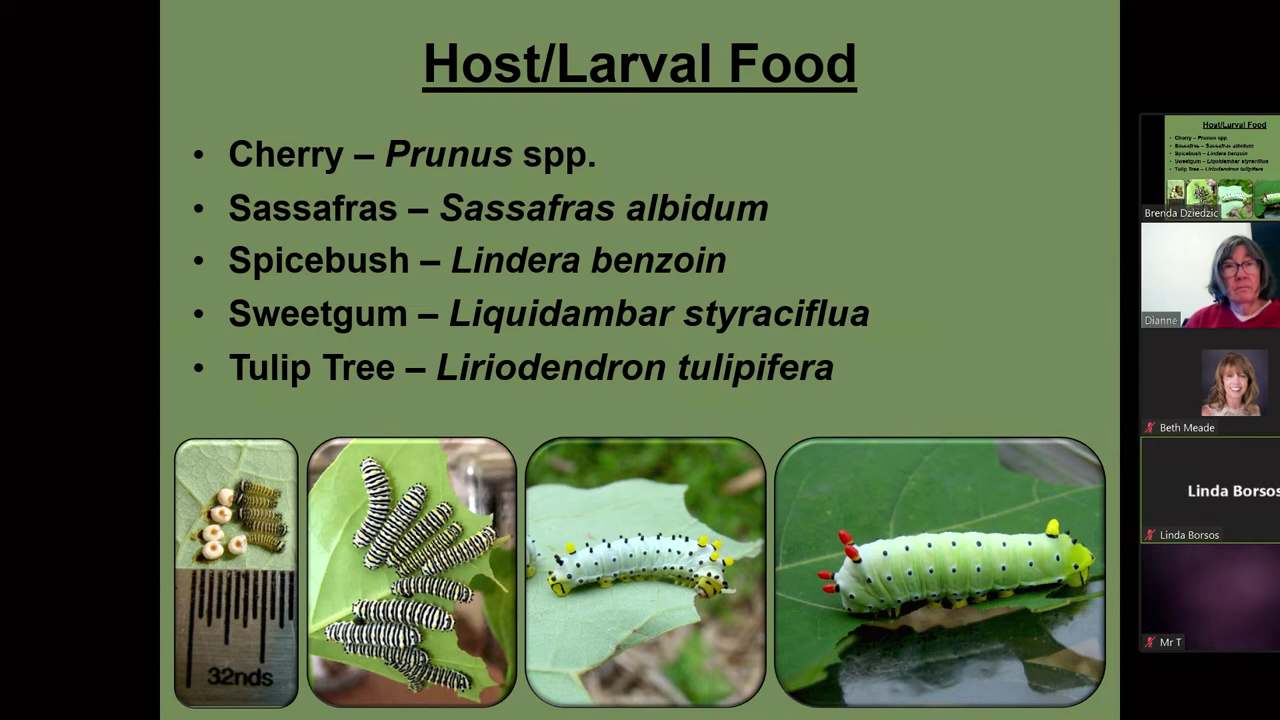 Host/Larval Food
• Cherry – Prunus spp.
• Sassafras – Sassafras albidum
• Spicebush – Lindera benzoin
• Sweetgum – Liquidambar styraciflua
• Tulip Tree – Liriodendron tulipifera
32nds
Host/Larval Food
• Cherry – Prunus spp.
• Sassafras – Sassafras albidum
• Spicebush – Lindera benzoin
• Sweetgum – Liquidambar styraciflua
• Tulip Tree – Liriodendron tulipifera
Brenda Dziedzic
Dianne
Beth Meade
Linda Borsos
Linda Borsos
Mr T